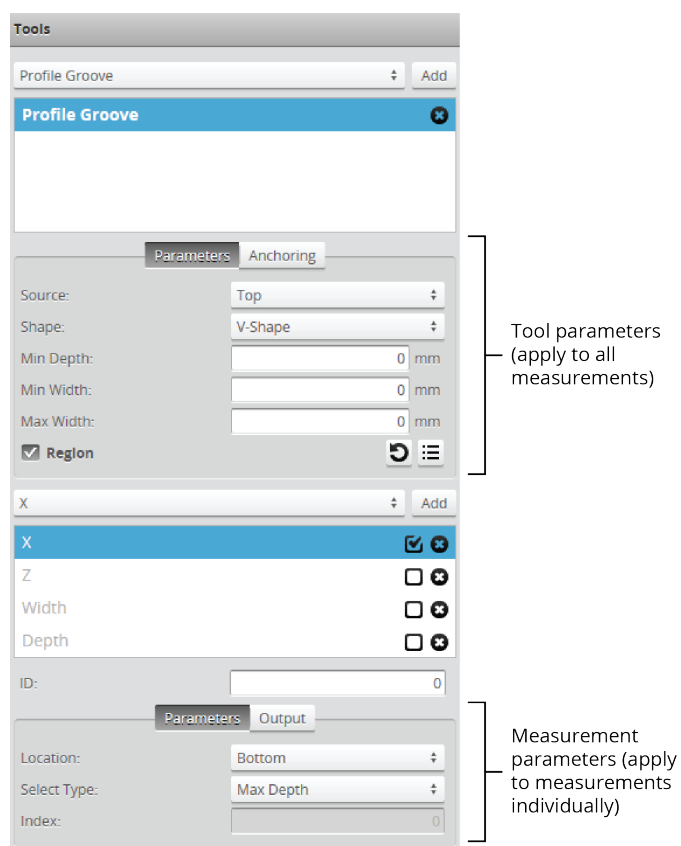 Tools
Profile Groove Add
Profile Groove
Parameters Anchoring
Source: Top
Shape: V-Shape
Min Depth: 0 mm
Min Width: 0 mm
Max Width: 0 mm
Region
Tool parameters
(apply to all
measurements)
X Add
X
Z
Width
Depth
ID: 0
Parameters Output
Location: Bottom
Select Type: Max Depth
Index: 0
Measurement
parameters (apply
to measurements
individually)